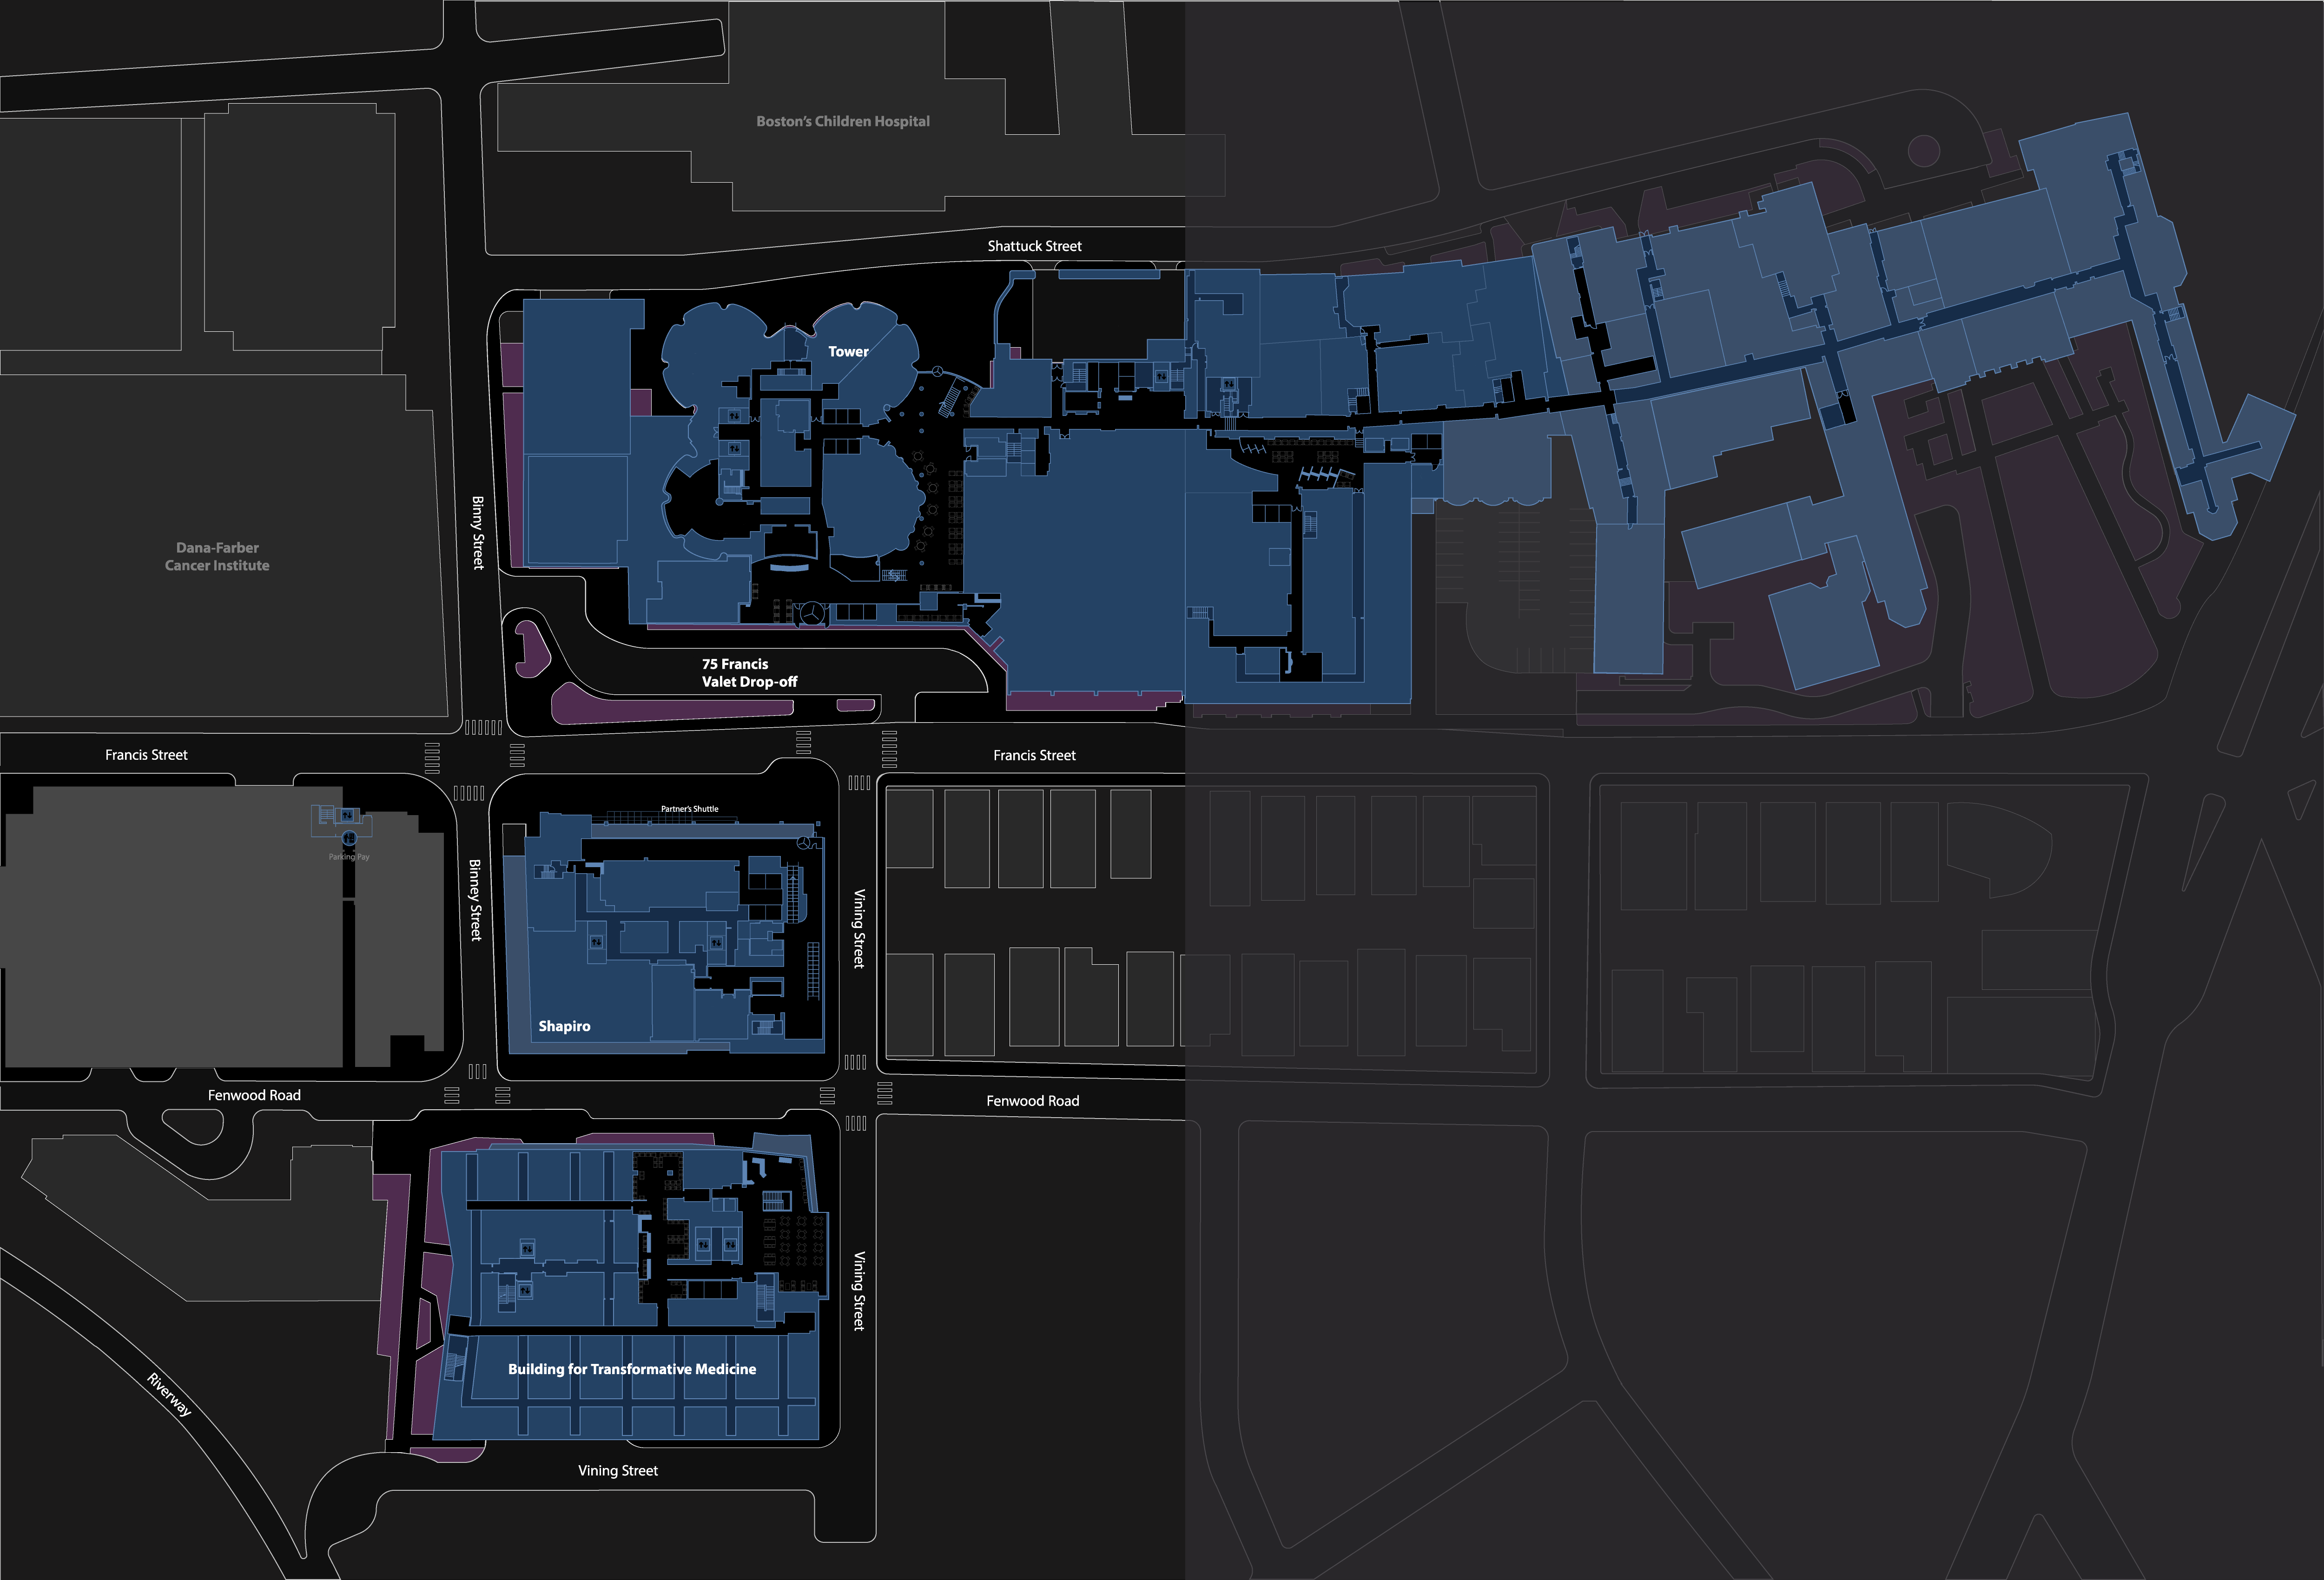 Boston's Children Hospital
Shattuck Street
Tower
Binny Street
Dana-Farber
Cancer Institute
75 Francis
Valet Drop-off
Francis Street
Francis Street
Partner's Shuttle
Parking Pay
Binney Street
Vining Street
Shapiro
Fenwood Road
Fenwood Road
Vining Street
Building for Transformative Medicine
Riverway
Vining Street